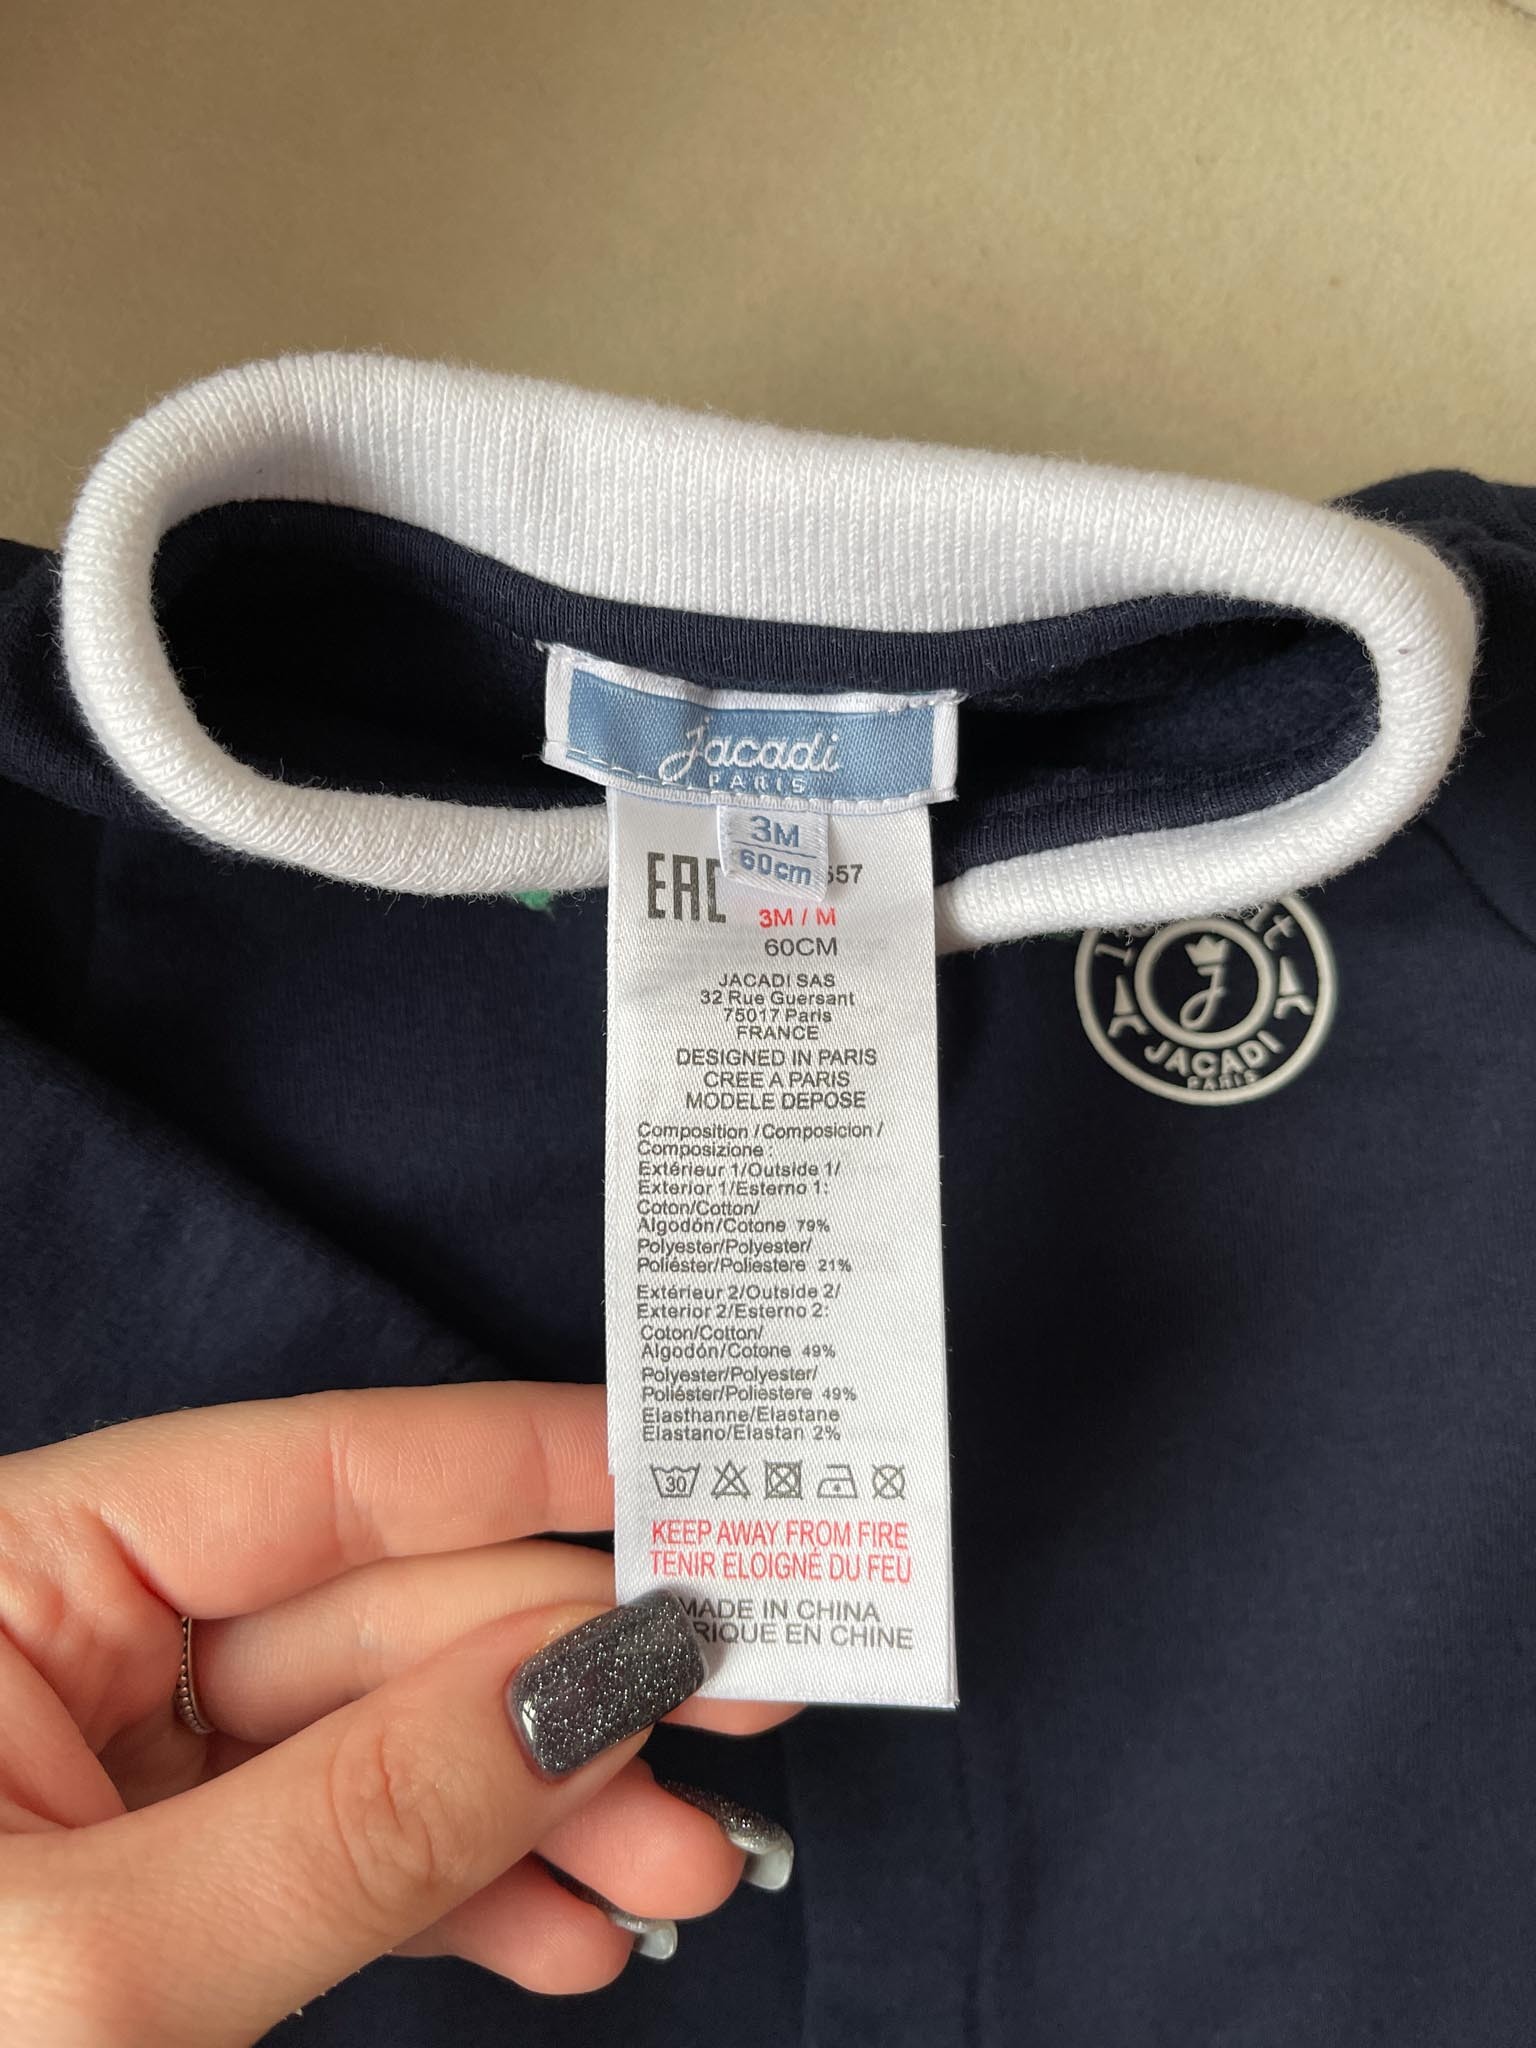 Jacadi
PARIS
3M
60cm
EAC
3M / M
60CM
JACADI SAS
32 Rue Guersant
75017 Paris
FRANCE
DESIGNED IN PARIS
CREE A PARIS
MODELE DEPOSE
Composition /Composicion /
Composizione :
Extérieur 1/Outside 1/
Exterior 1/Esterno 1:
Coton/Cotton/
Algodón/Cotone 79%
Polyester/Polyester/
Poliéster/Poliestere 21%
Extérieur 2/Outside 2/
Exterior 2/Esterno 2:
Coton/Cotton/
Algodón/Cotone 49%
Polyester/Polyester/
Poliéster/Poliestere 49%
Elasthanne/Elastane
Elastano/Elastan 2%
30
KEEP AWAY FROM FIRE
TENIR ELOIGNÉ DU FEU
MADE IN CHINA
EN CHINE
J
JACADI
PARIS